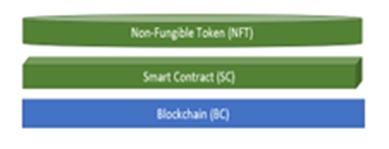 Non-Fungible Token (NFT)
Smart Contract (SC)
Blockchain (BC)